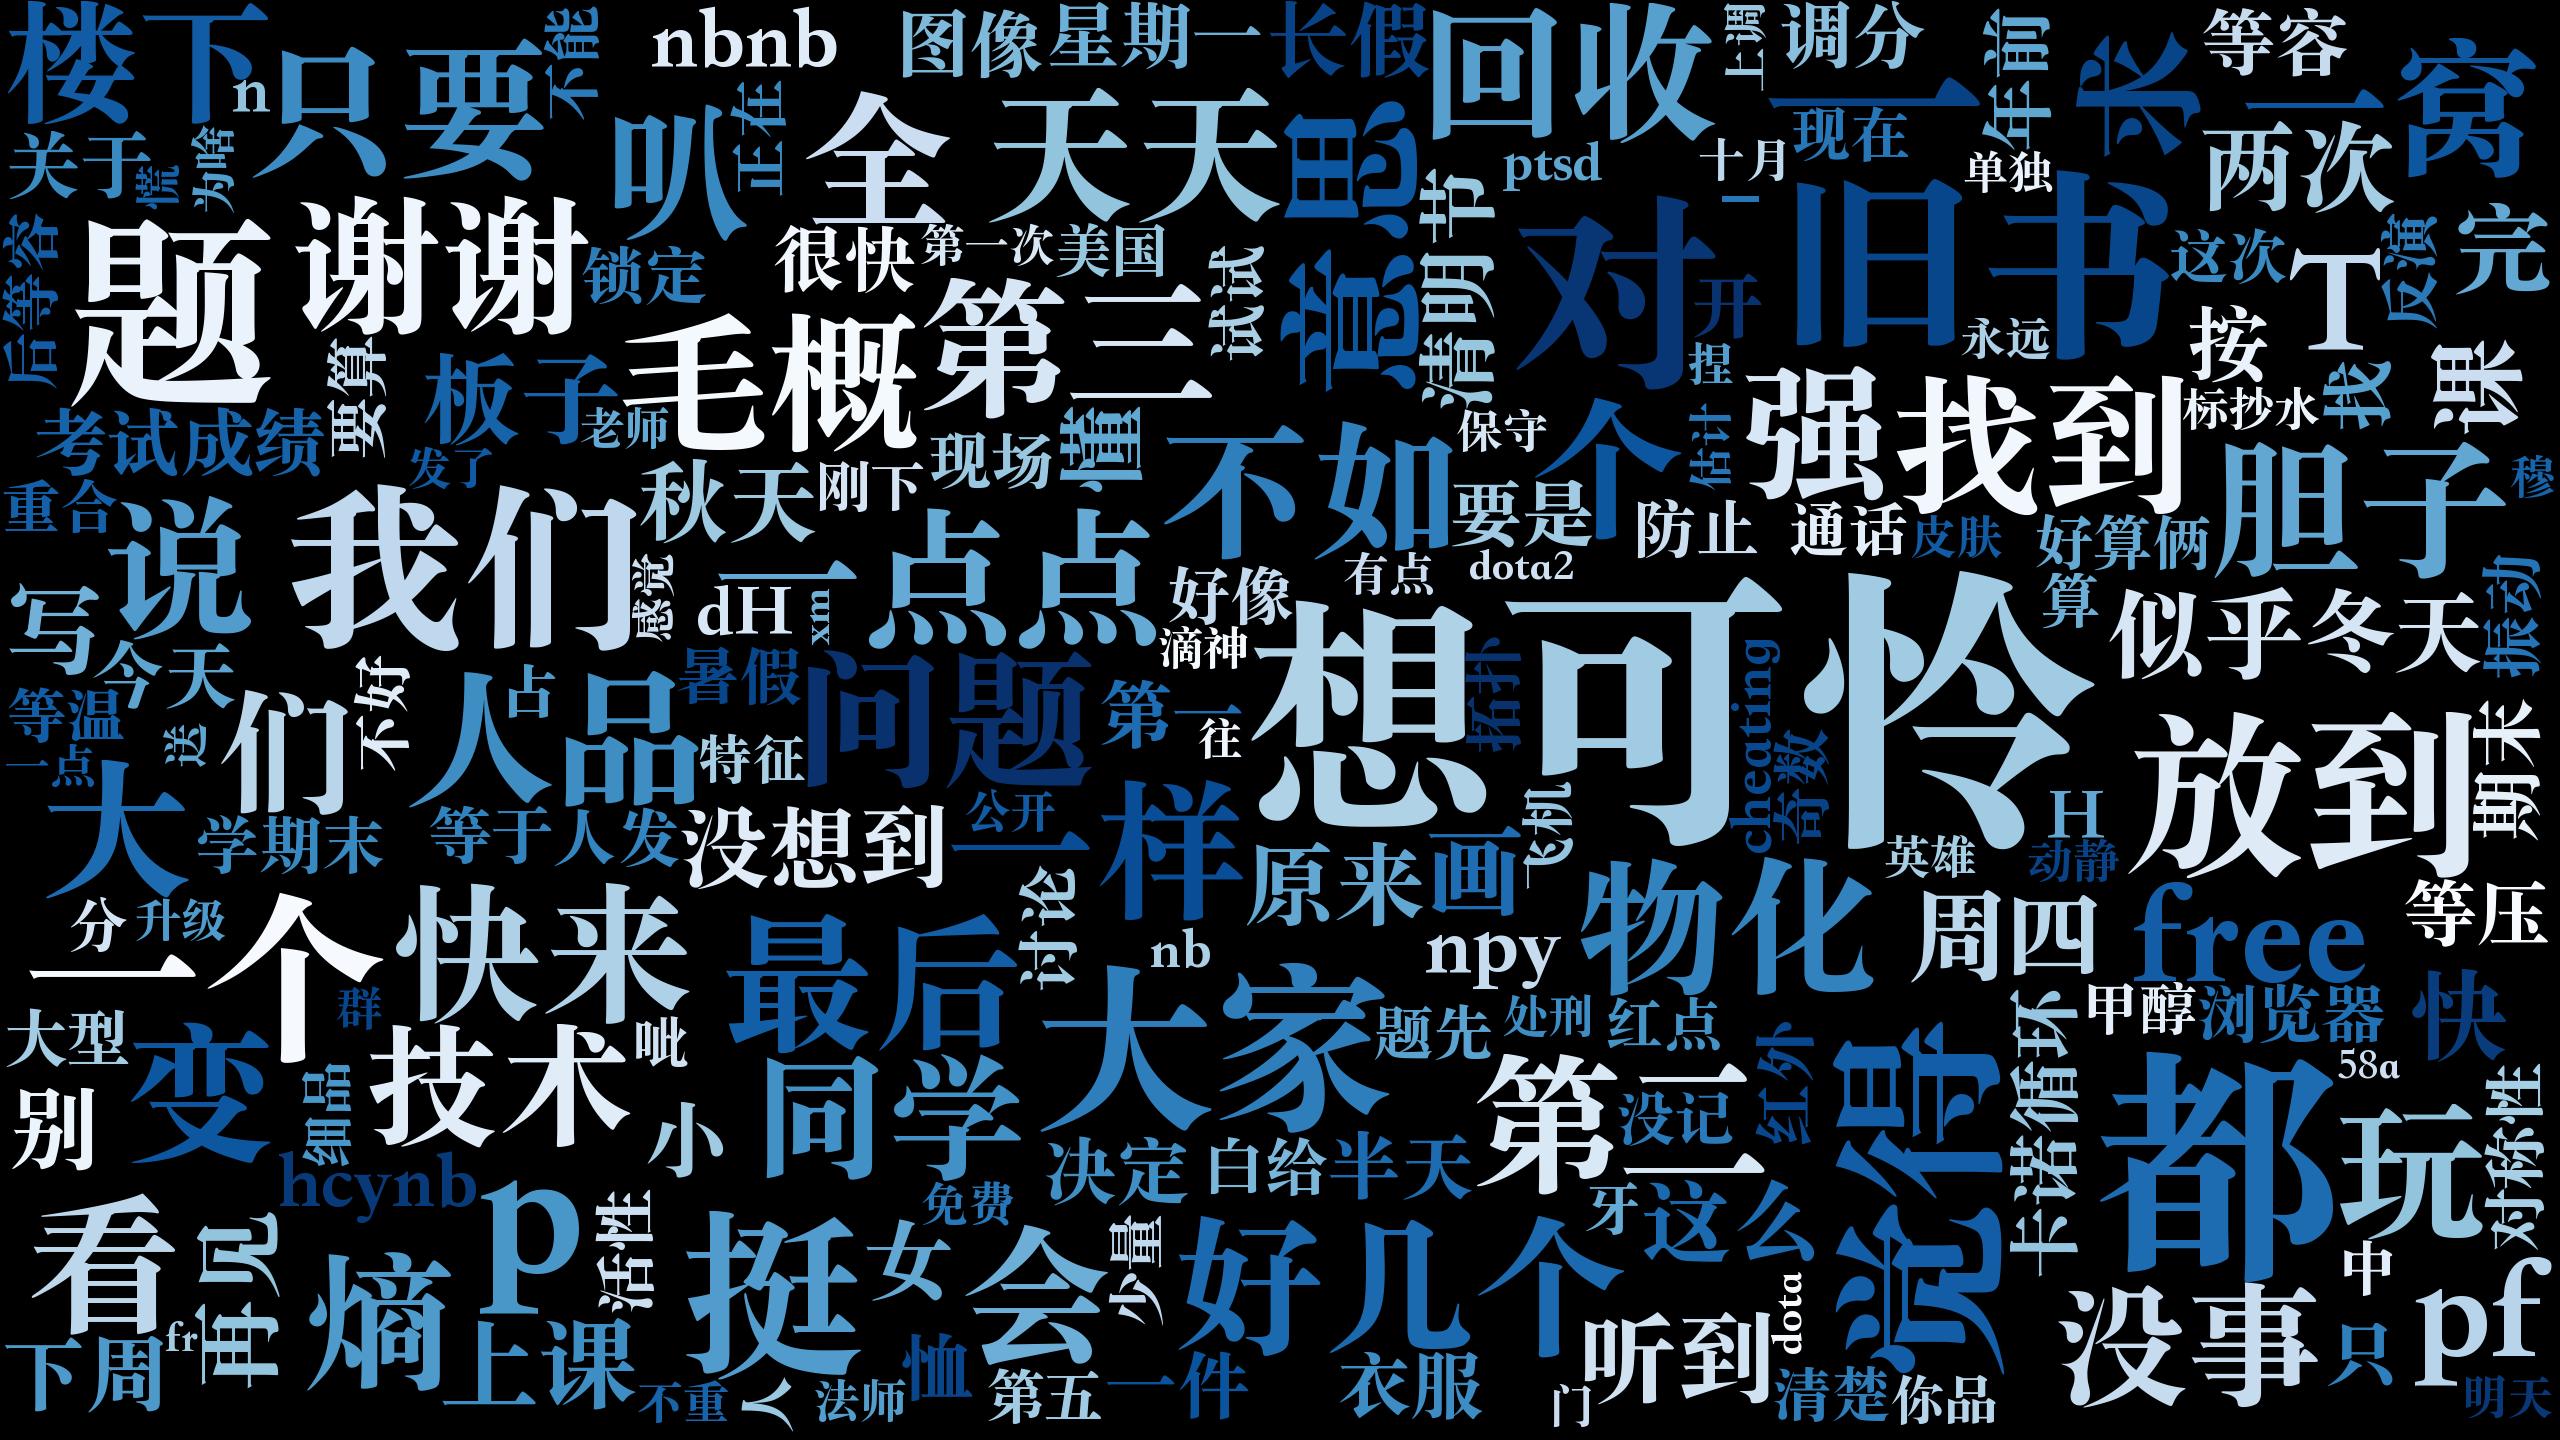 楼下
只要
不能
nbnb
图像
星期一
长假
回收
上调
调分
年前
求
等容
窝
n
关于
慌
为啥
叭
正在
全
天天
意思
ptsd
十月
一
现在
单独
一
两次
后等容
题
谢谢
锁定
很快
第一次
美国
试试
清明节
对
开
旧书
永远
这次
T
反演
完
要算
板子
毛概
第三
捏
强
找到
按
找
课
标抄水
考试成绩
发了
老师
现场
懂
不如
保守
个
估计
胆子
穆
重合
说
我们
秋天
刚下
要是
防止
通话
皮肤
好算俩
感觉
一
点点
有点
dota2
算
似乎
冬天
振动
写
今天
dH
xm
好像
滴神
想
可怜
拓扑
cheating
奇数
等温
一点
送
们
不好
人品
占
暑假
问题
第一
往
特征
放到
期末
大
学期末
等于
人发
没想到
公开
一样
飞机
英雄
H
动静
分
升级
一个
快来
最后
讨论
原来
画
物化
周四
free
等压
nb
npy
群
大型
变
技术
呲
大家
题先
处刑
红点
红外
觉得
卡诺循环
甲醇
浏览器
快
别
细品
小
同学
第二
没记
都
58a
玩
对称性
hcynb
p
决定
白给
半天
免费
牙
这么
看
再见
活性
挺
女
会
少量
好几个
中
下周
fr
熵
上课
听到
dota
没事
只
pf
不重
人
法师
恤
第五
一件
衣服
门
清楚
你品
明天